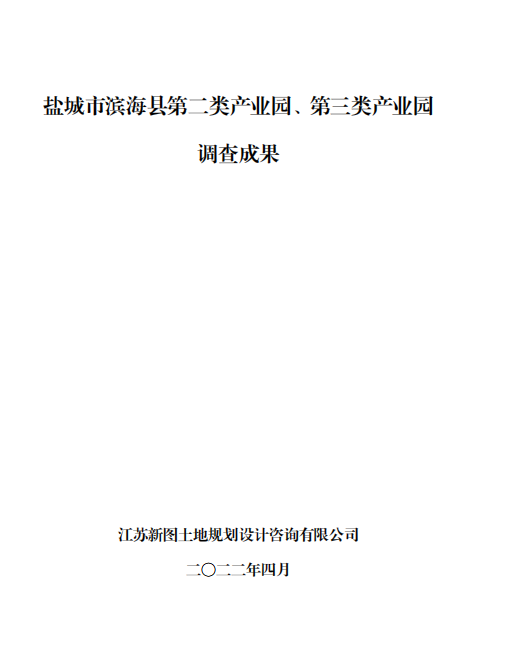 盐城市滨海县第二类产业园、第三类产业园
调查成果
江苏新图土地规划设计咨询有限公司
二〇二二年四月